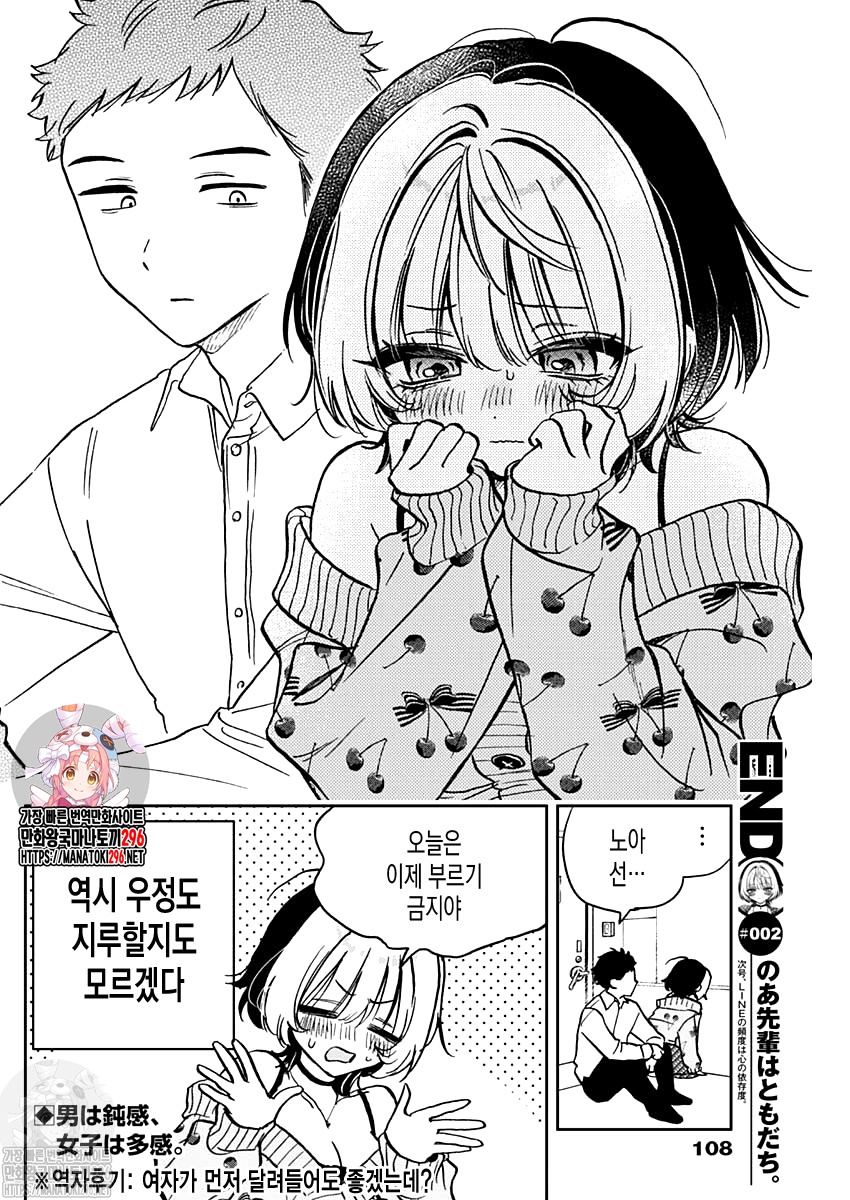 …
노아
선…
오늘은
이제 부르기
금지야
역시 우정도
지루할지도
모르겠다
가장 빠른 번역만화사이트
만화왕국마나토끼296
HTTPS://MANATOKI296.NET
◆男は鈍感、
女子は多感。
※역자후기: 여자가 먼저 달려들어도 좋겠는데?
END
#002
のあ先輩はともだち。
次号、LINEの頻度は心の依存度。
108